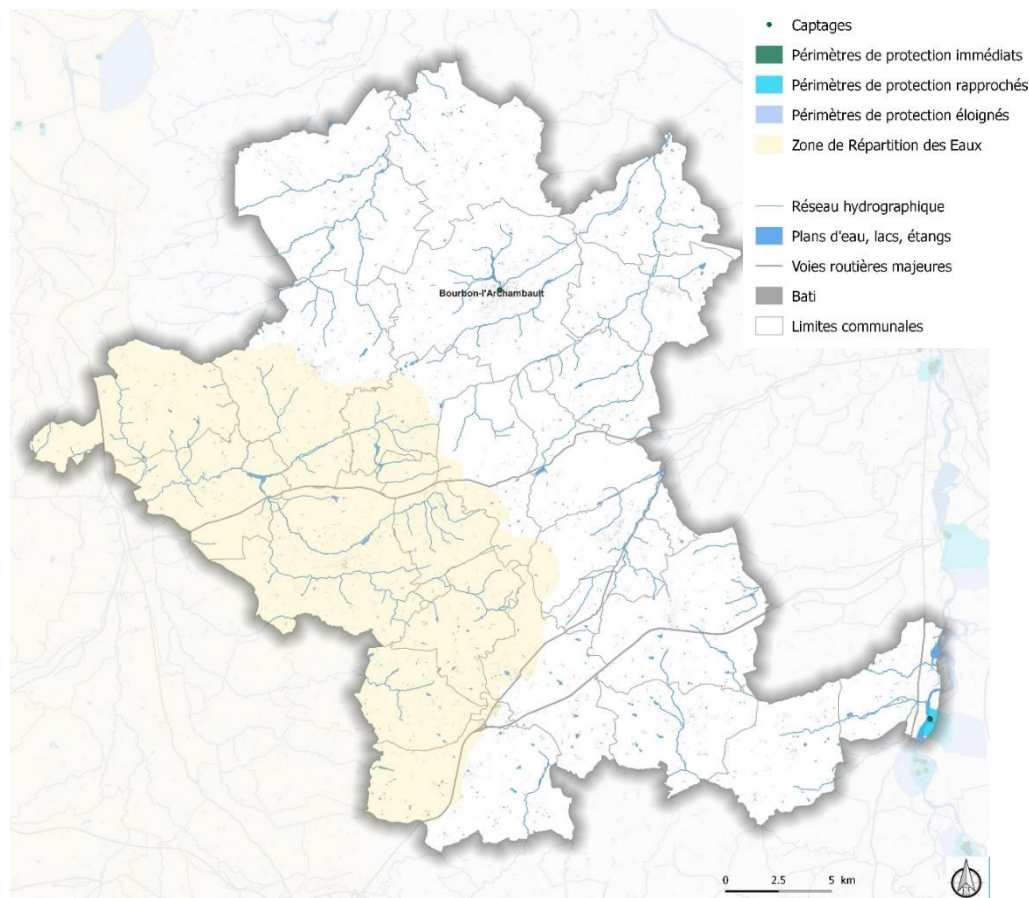 Captages
Périmètres de protection immédiats
Périmètres de protection rapprochés
Périmètres de protection éloignés
Zone de Répartition des Eaux
Réseau hydrographique
Plans d'eau, lacs, étangs
Voies routières majeures
Bati
Limites communales
Bourbon-l'Archambault
0 2.5 5 km